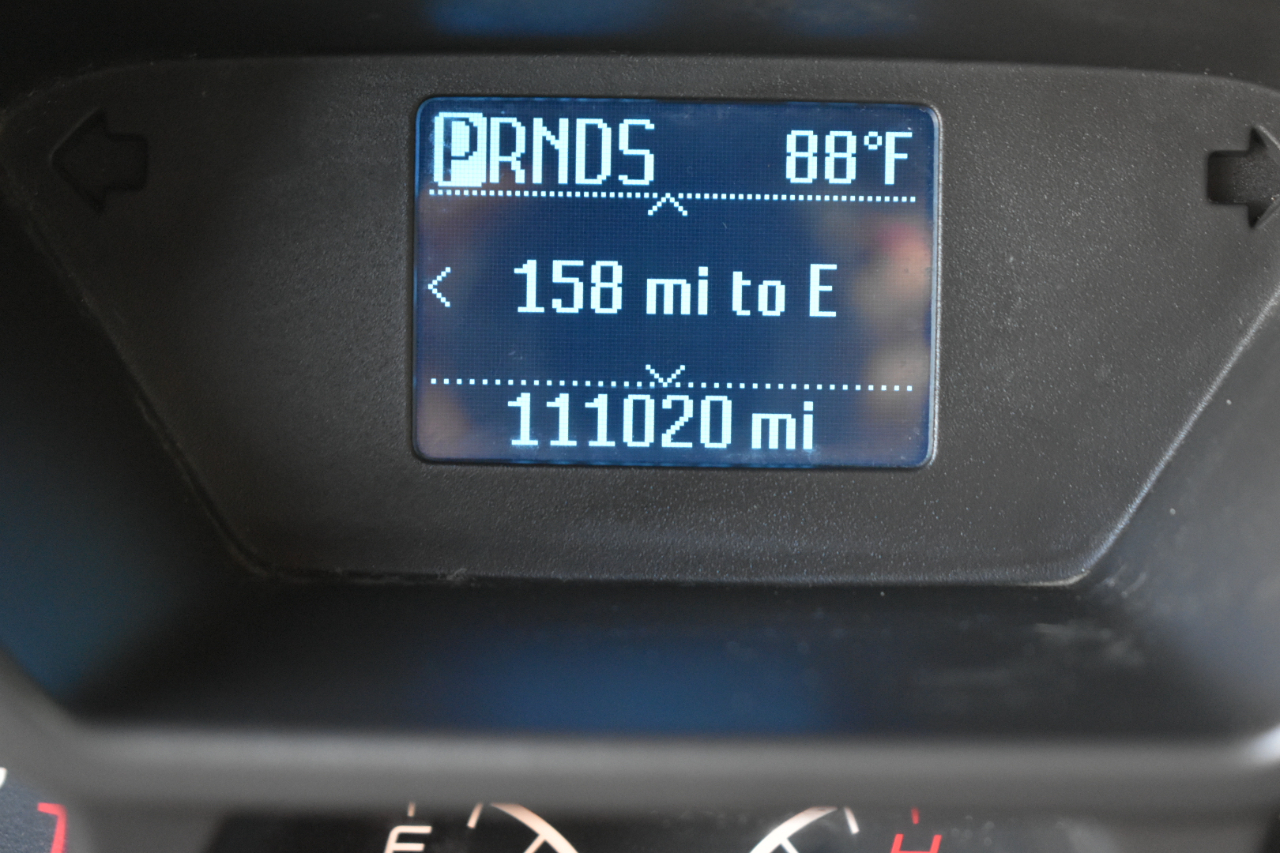 PRNDS 88°F
158 mi to E
111020 mi
F H